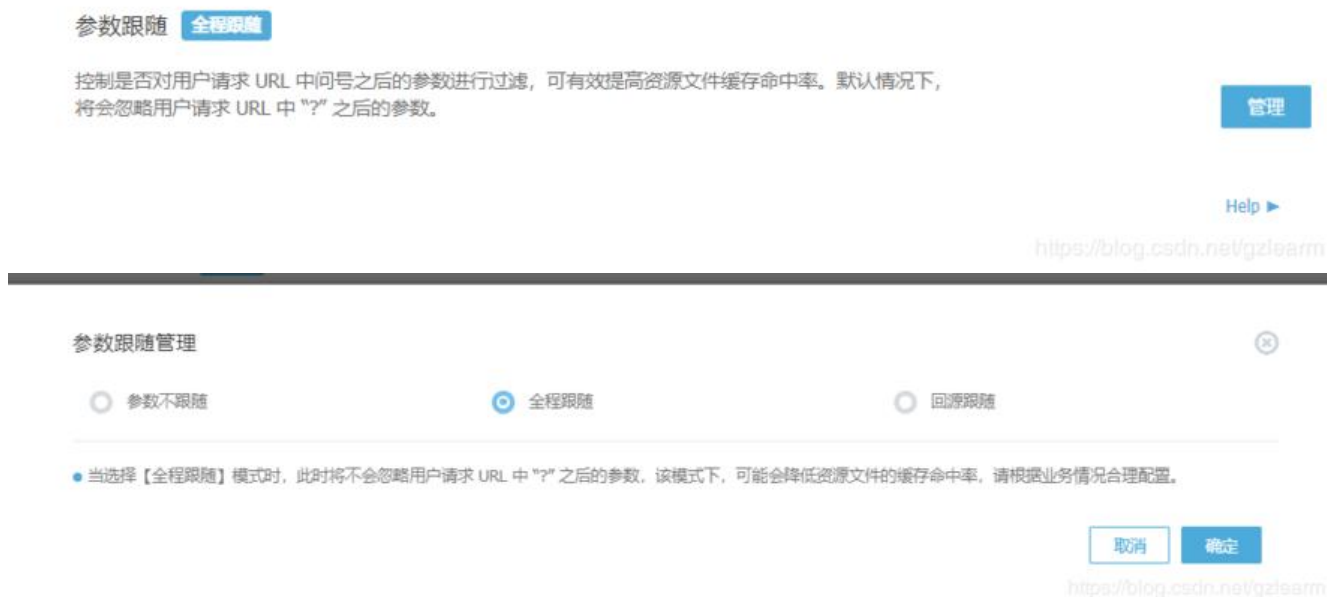 参数跟随 全程跟随
控制是否对用户请求 URL 中问号之后的参数进行过滤，可有效提高资源文件缓存命中率。默认情况下，
将会忽略用户请求 URL 中 “?” 之后的参数。
管理
Help ►
https://blog.csdn.net/gzlearm
参数跟随管理
参数不跟随 全程跟随 回源跟随
● 当选择【全程跟随】模式时，此时将不会忽略用户请求 URL 中 “?” 之后的参数，该模式下，可能会降低资源文件的缓存命中率，请根据业务情况合理配置。
取消 确定
https://blog.csdn.net/gzlearm